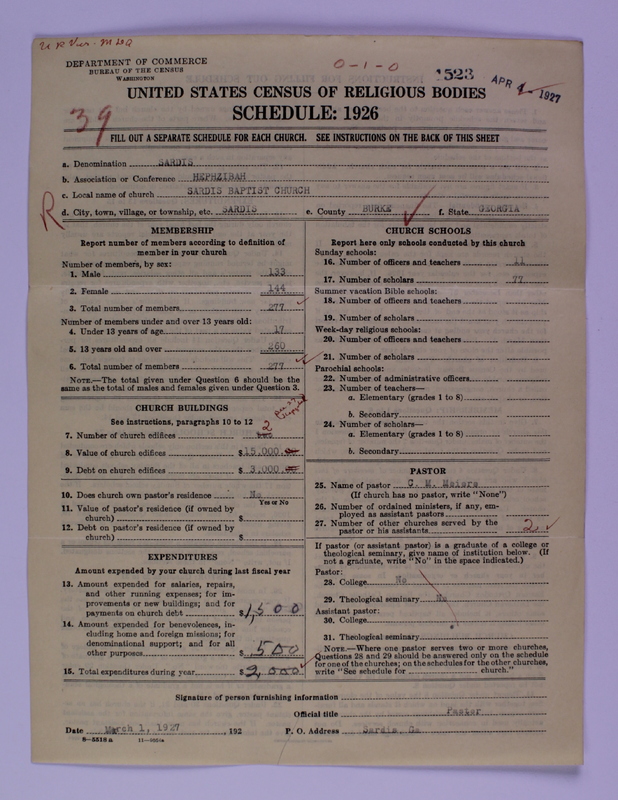 DEPARTMENT OF COMMERCE
BUREAU OF THE CENSUS
WASHINGTON
0-1-0
1523
APR 1927
UNITED STATES CENSUS OF RELIGIOUS BODIES
SCHEDULE: 1926
39
FILL OUT A SEPARATE SCHEDULE FOR EACH CHURCH. SEE INSTRUCTIONS ON THE BACK OF THIS SHEET
a. Denomination SARDIS
b. Association or Conference HEPHZIBAH
c. Local name of church SARDIS BAPTIST CHURCH
R
d. City, town, village, or township, etc. SARDIS e. County BURKE f. State GEORGIA
MEMBERSHIP
Report number of members according to definition of
member in your church
Number of members, by sex:
1. Male 133
2. Female 144
3. Total number of members 277
Number of members under and over 13 years old:
4. Under 13 years of age 17
5. 13 years old and over 260
6. Total number of members 277
NOTE.—The total given under Question 6 should be the
same as the total of males and females given under Question 3.
CHURCH BUILDINGS
See instructions, paragraphs 10 to 12
7. Number of church edifices 2
8. Value of church edifices $15,000.
9. Debt on church edifices $3,000.
10. Does church own pastor's residence No
Yes or No
11. Value of pastor's residence (if owned by
church) $
12. Debt on pastor's residence (if owned by
church) $
EXPENDITURES
Amount expended by your church during last fiscal year
13. Amount expended for salaries, repairs,
and other running expenses; for im-
provements or new buildings; and for
payments on church debt $1,500
14. Amount expended for benevolences, in-
cluding home and foreign missions; for
denominational support; and for all
other purposes $500
15. Total expenditures during year $2,000
CHURCH SCHOOLS
Report here only schools conducted by this church
Sunday schools:
16. Number of officers and teachers 11
17. Number of scholars 77
Summer vacation Bible schools:
18. Number of officers and teachers
19. Number of scholars
Week-day religious schools:
20. Number of officers and teachers
21. Number of scholars
Parochial schools:
22. Number of administrative officers
23. Number of teachers—
a. Elementary (grades 1 to 8)
b. Secondary
24. Number of scholars—
a. Elementary (grades 1 to 8)
b. Secondary
PASTOR
25. Name of pastor C. M. Meiers
(If church has no pastor, write "None")
26. Number of ordained ministers, if any, em-
ployed as assistant pastors
27. Number of other churches served by the
pastor or his assistants 2
If pastor (or assistant pastor) is a graduate of a college or
theological seminary, give name of institution below. (If
not a graduate, write "No" in the space indicated.)
Pastor:
28. College No
29. Theological seminary No
Assistant pastor:
30. College
31. Theological seminary
NOTE.—Where one pastor serves two or more churches,
Questions 28 and 29 should be answered only on the schedule
for one of the churches; on the schedules for the other churches,
write "See schedule for church."
Signature of person furnishing information
Official title Pastor
Date March 1, 1927, 192 P. O. Address Sardis, Ga
8—5518a 11—9054a